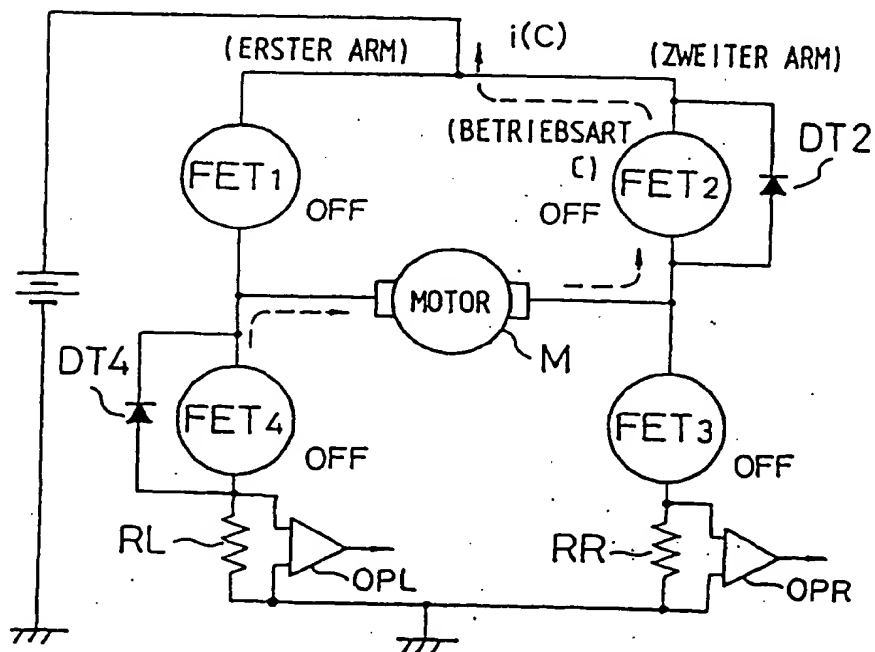 (ERSTER ARM)
i(C)
(ZWEITER ARM)
(BETRIEBSART
C)
DT2
FET1
OFF
FET2
OFF
MOTOR
M
DT4
FET4
OFF
FET3
OFF
RL
OPL
RR
OPR